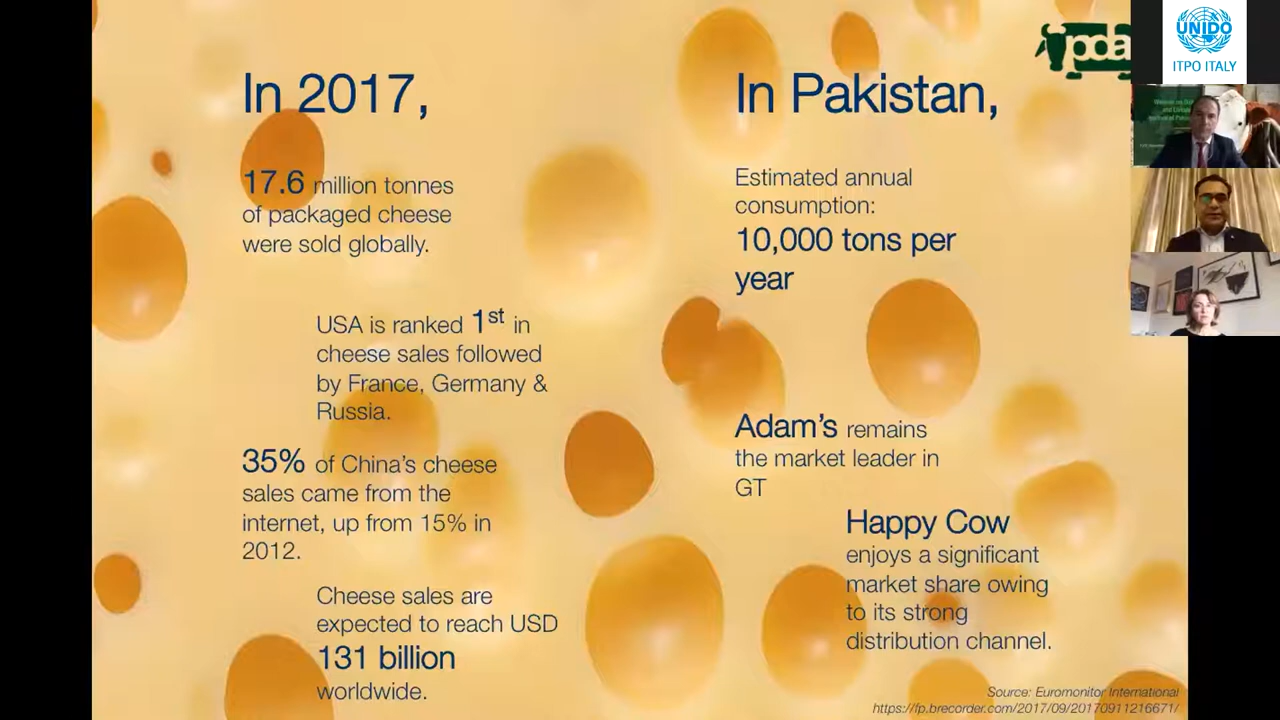 In 2017,
17.6 million tonnes
of packaged cheese
were sold globally.
USA is ranked 1st in
cheese sales followed
by France, Germany &
Russia.
35% of China's cheese
sales came from the
internet, up from 15% in
2012.
Cheese sales are
expected to reach USD
131 billion
worldwide.
In Pakistan,
Estimated annual
consumption:
10,000 tons per
year
Adam's remains
the market leader in
GT
Happy Cow
enjoys a significant
market share owing
to its strong
distribution channel.
Source: Euromonitor International
https://fp.brecorder.com/2017/09/20170911216671/
pda
UNIDO
ITPO ITALY